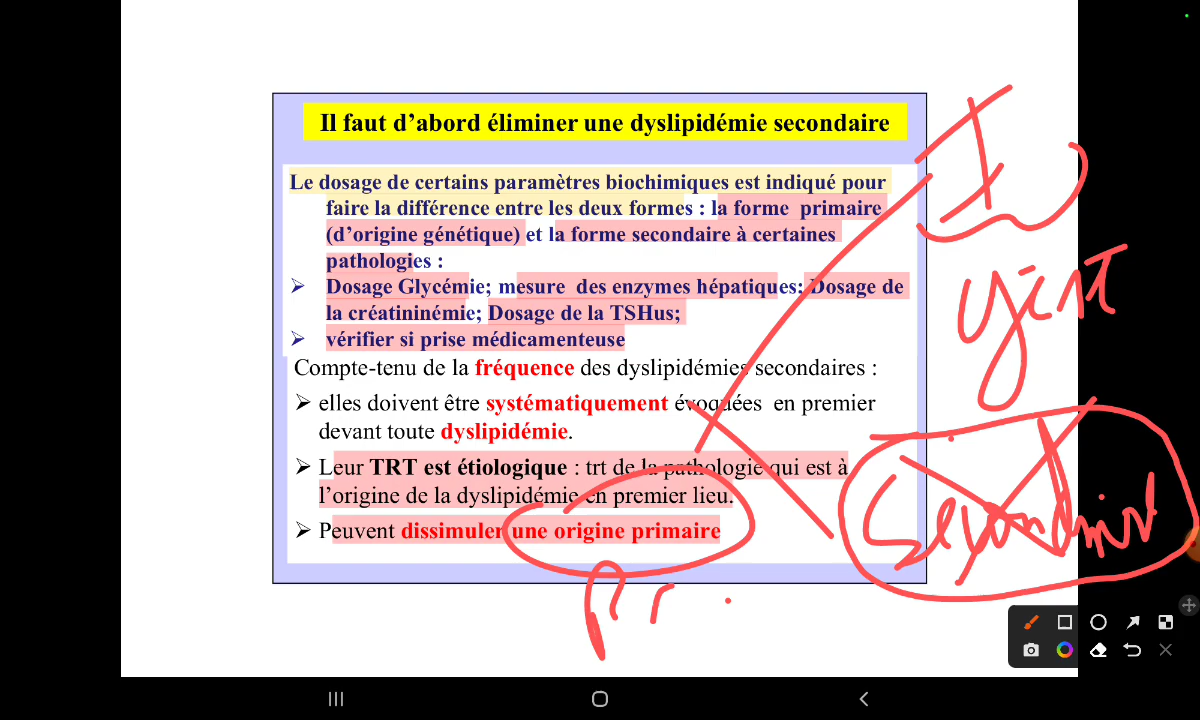 Il faut d’abord éliminer une dyslipidémie secondaire
Le dosage de certains paramètres biochimiques est indiqué pour
faire la différence entre les deux formes : la forme primaire
(d’origine génétique) et la forme secondaire à certaines
pathologies :
➢ Dosage Glycémie; mesure des enzymes hépatiques; Dosage de
la créatininémie; Dosage de la TSHus;
➢ vérifier si prise médicamenteuse
Compte-tenu de la fréquence des dyslipidémies secondaires :
➢ elles doivent être systématiquement évoquées en premier
devant toute dyslipidémie.
➢ Leur TRT est étiologique : trt de la pathologie qui est à
l’origine de la dyslipidémie en premier lieu.
➢ Peuvent dissimuler une origine primaire
I